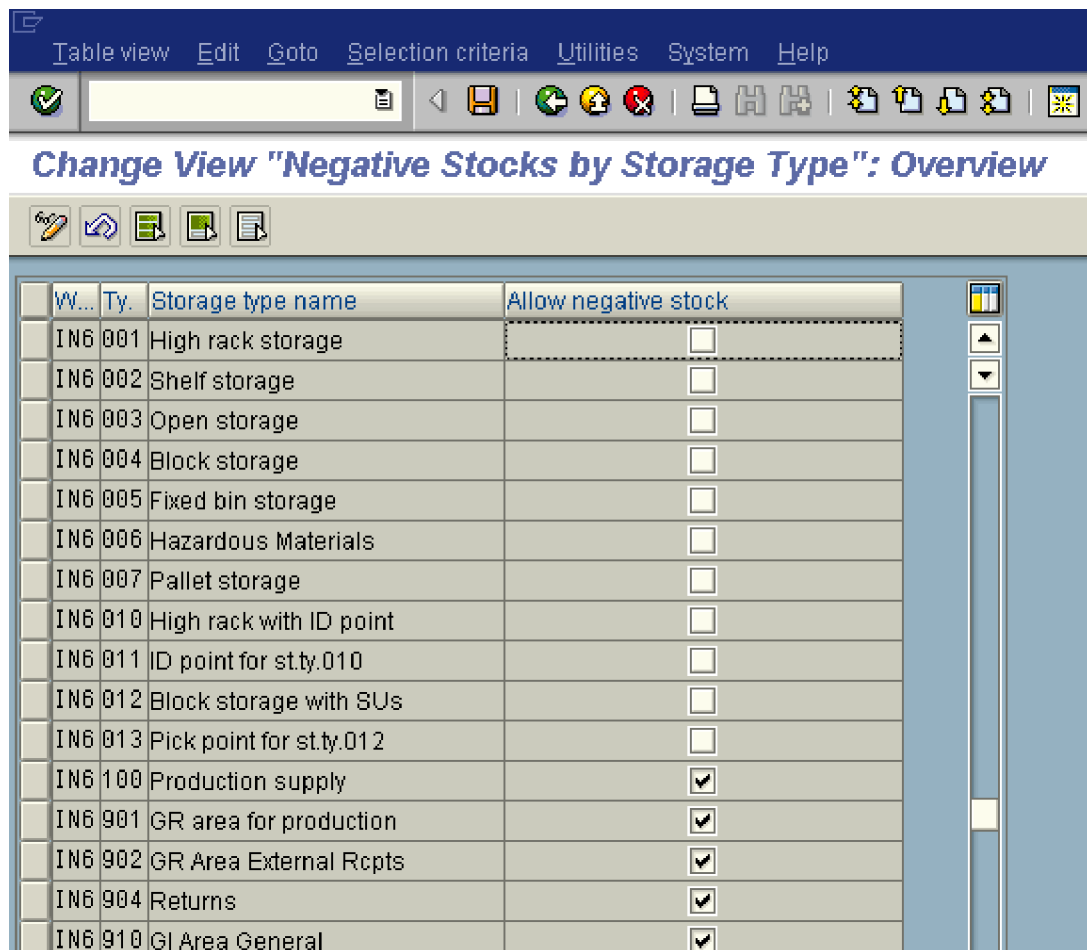 Table view Edit Goto Selection criteria Utilities System Help
Change View "Negative Stocks by Storage Type": Overview
W... Ty. Storage type name Allow negative stock
IN6 001 High rack storage
IN6 002 Shelf storage
IN6 003 Open storage
IN6 004 Block storage
IN6 005 Fixed bin storage
IN6 006 Hazardous Materials
IN6 007 Pallet storage
IN6 010 High rack with ID point
IN6 011 ID point for st.ty.010
IN6 012 Block storage with SUs
IN6 013 Pick point for st.ty.012
IN6 100 Production supply
IN6 901 GR area for production
IN6 902 GR Area External Rcpts
IN6 904 Returns
IN6 910 GI Area General